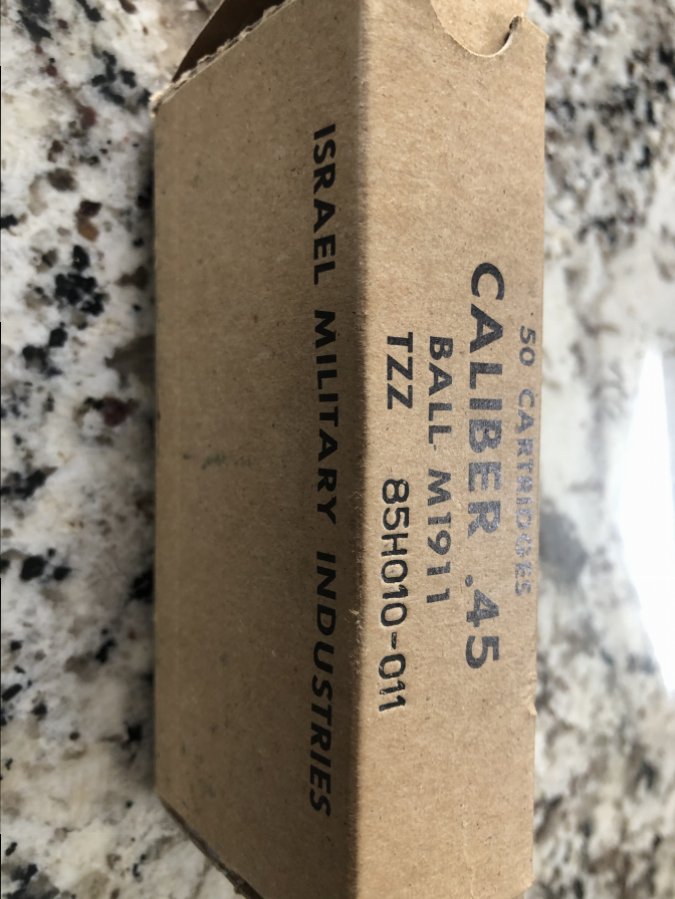 50 CARTRIDGES
CALIBER .45
BALL M1911
TZZ 85H010-011
ISRAEL MILITARY INDUSTRIES